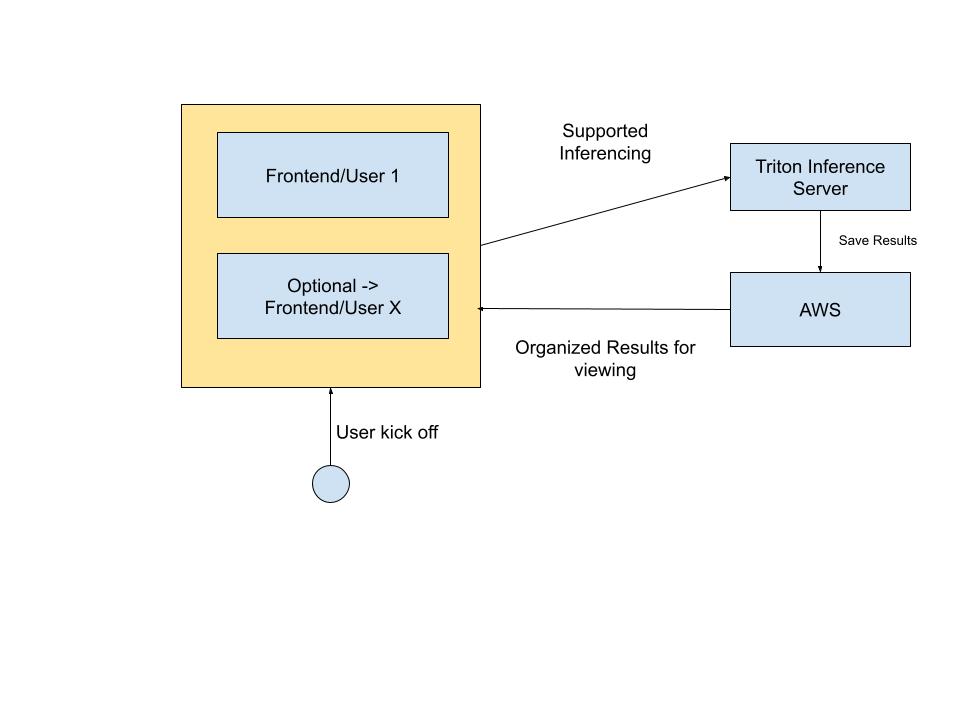 Supported
Inferencing
Frontend/User 1
Triton Inference
Server
Save Results
Optional ->
Frontend/User X
AWS
Organized Results for
viewing
User kick off